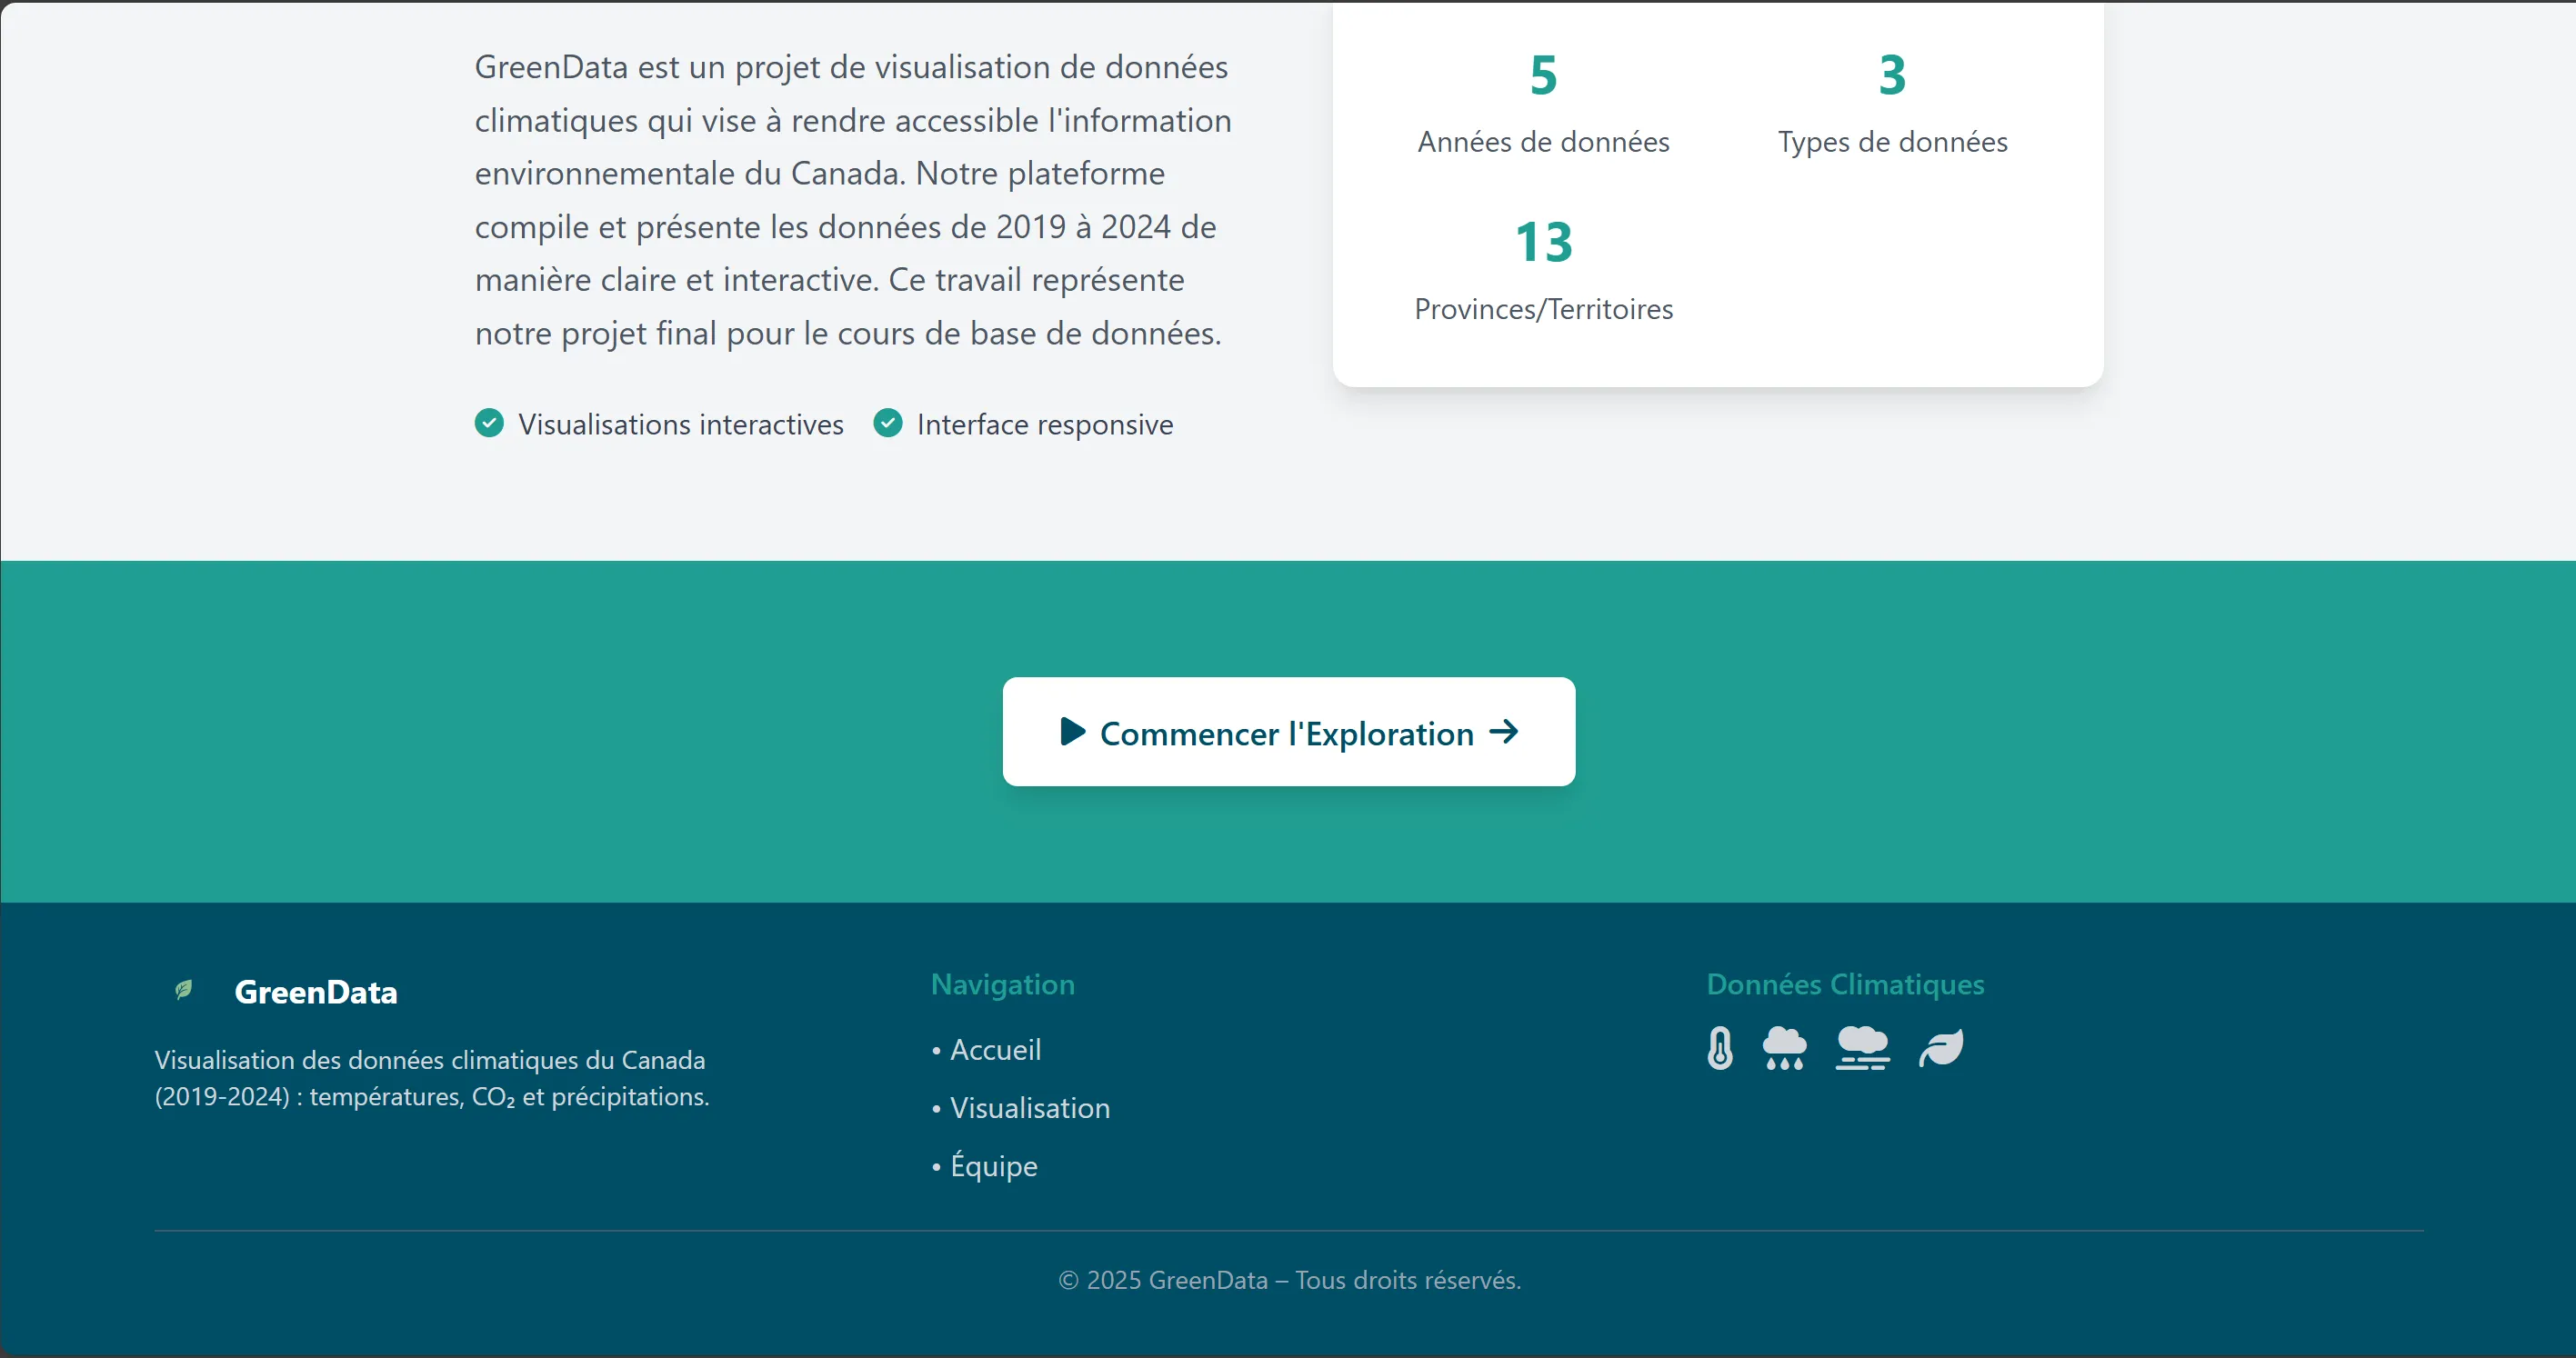 GreenData est un projet de visualisation de données
climatiques qui vise à rendre accessible l'information
environnementale du Canada. Notre plateforme
compile et présente les données de 2019 à 2024 de
manière claire et interactive. Ce travail représente
notre projet final pour le cours de base de données.
Visualisations interactives
Interface responsive
5
Années de données
3
Types de données
13
Provinces/Territoires
Commencer l'Exploration
GreenData
Visualisation des données climatiques du Canada
(2019-2024) : températures, CO₂ et précipitations.
Navigation
• Accueil
• Visualisation
• Équipe
Données Climatiques
© 2025 GreenData – Tous droits réservés.